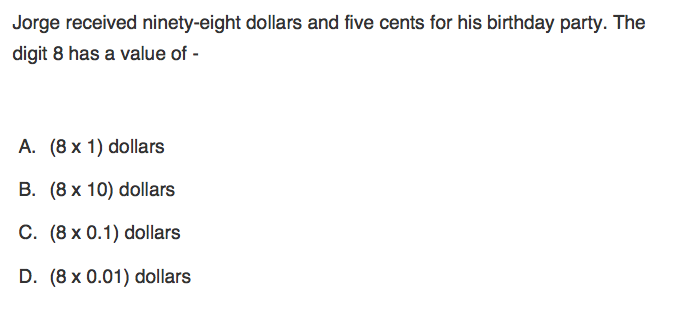 Jorge received ninety-eight dollars and five cents for his birthday party. The
digit 8 has a value of -
A. (8 x 1) dollars
B. (8 x 10) dollars
C. (8 x 0.1) dollars
D. (8 x 0.01) dollars